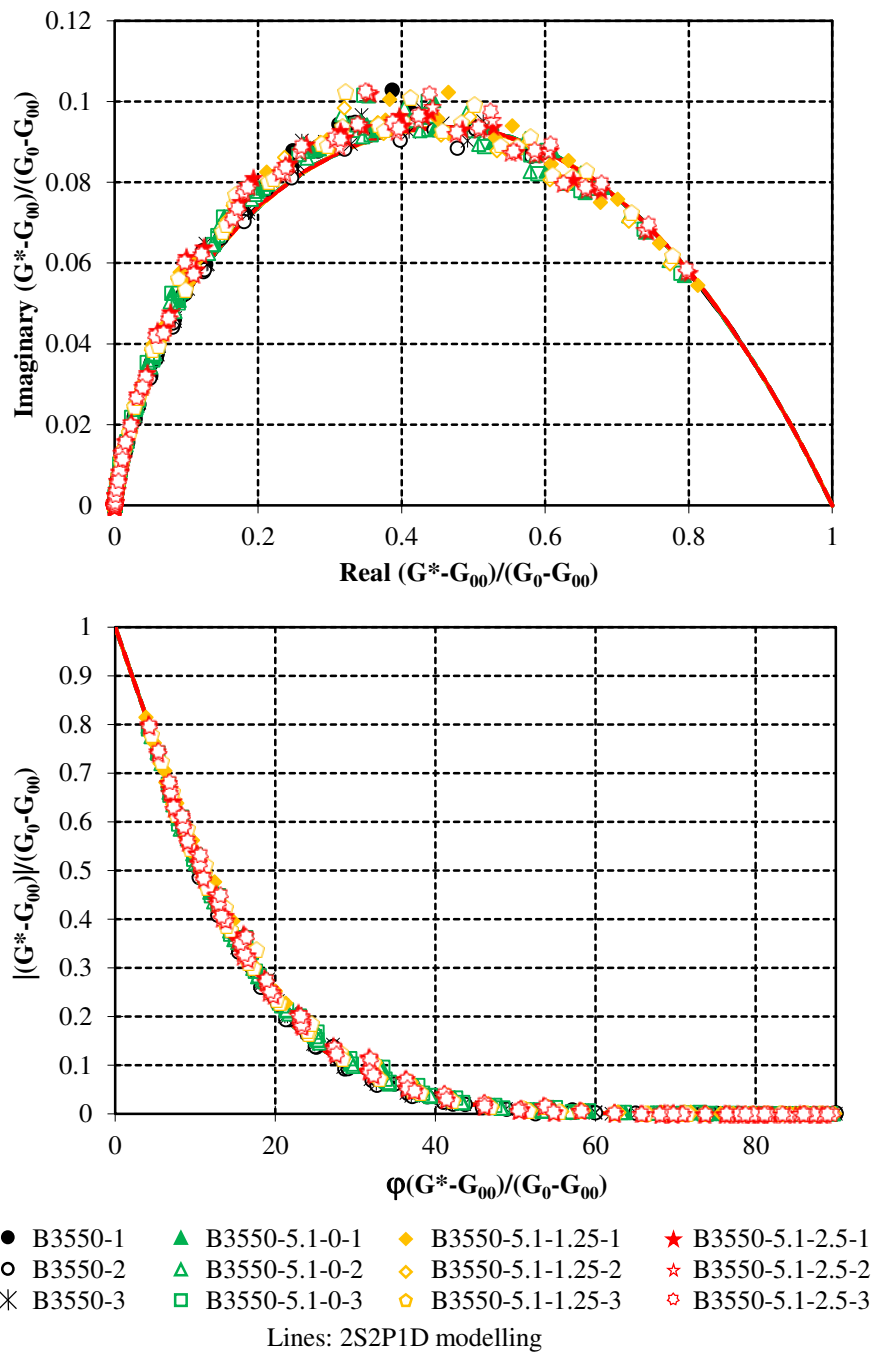 0.12
0.1
0.08
0.06
0.04
0.02
0
Imaginary (G*-G00)/(G0-G00)
0 0.2 0.4 0.6 0.8 1
Real (G*-G00)/(G0-G00)
1
0.9
0.8
0.7
0.6
0.5
0.4
0.3
0.2
0.1
0
|(G*-G00)|/(G0-G00)
0 20 40 60 80
φ(G*-G00)/(G0-G00)
B3550-1 B3550-5.1-0-1 B3550-5.1-1.25-1 B3550-5.1-2.5-1
B3550-2 B3550-5.1-0-2 B3550-5.1-1.25-2 B3550-5.1-2.5-2
B3550-3 B3550-5.1-0-3 B3550-5.1-1.25-3 B3550-5.1-2.5-3
Lines: 2S2P1D modelling